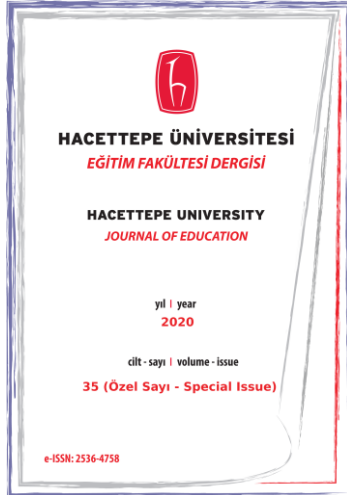 HACETTEPE ÜNİVERSİTESİ
EĞİTİM FAKÜLTESİ DERGİSİ
HACETTEPE UNIVERSITY
JOURNAL OF EDUCATION
yıl I year
2020
cilt - sayı I volume - issue
35 (Özel Sayı - Special Issue)
e-ISSN: 2536-4758